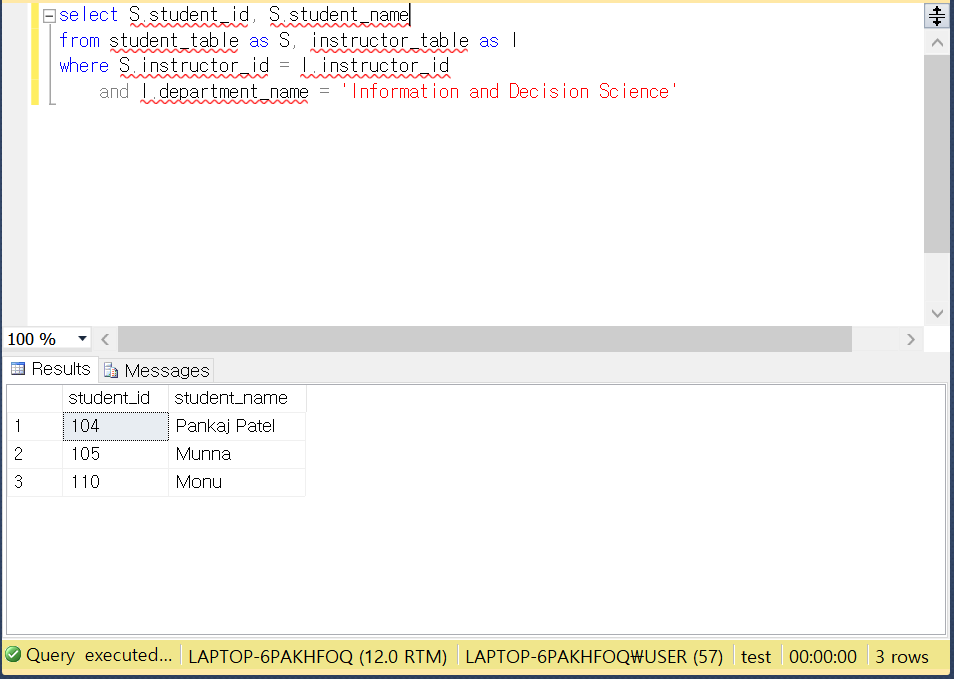 select S.student_id, S.student_name
from student_table as S, instructor_table as I
where S.instructor_id = I.instructor_id
and I.department_name = 'Information and Decision Science'
100 %
Results Messages
student_id student_name
1 104 Pankaj Patel
2 105 Munna
3 110 Monu
Query executed... LAPTOP-6PAKHFOQ (12.0 RTM) LAPTOP-6PAKHFOQ₩USER (57) test 00:00:00 3 rows